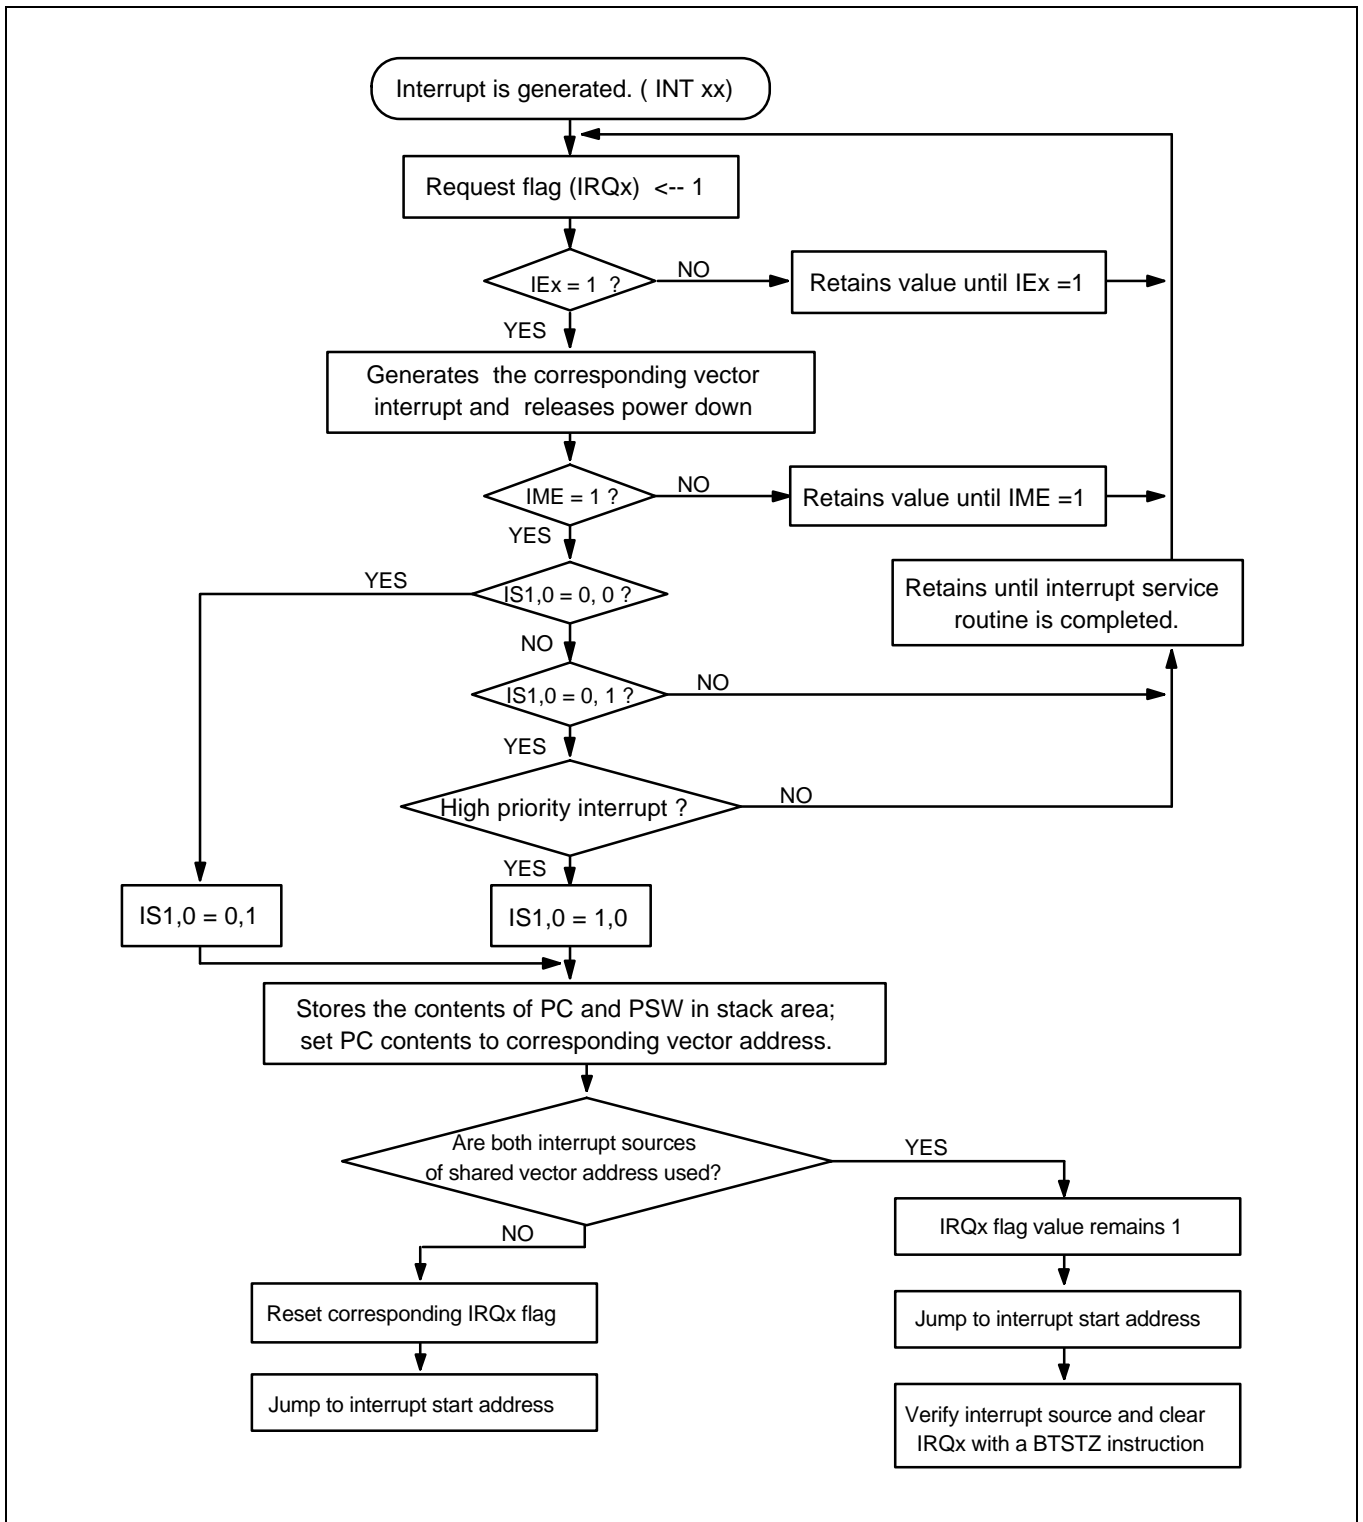 Interrupt is generated. ( INT xx)
Request flag (IRQx) <-- 1
IEx = 1 ?
NO
Retains value until IEx =1
YES
Generates the corresponding vector
interrupt and releases power down
IME = 1 ?
NO
Retains value until IME =1
YES
YES
IS1,0 = 0, 0 ?
Retains until interrupt service
routine is completed.
NO
IS1,0 = 0, 1 ?
NO
YES
High priority interrupt ?
NO
YES
IS1,0 = 0,1
IS1,0 = 1,0
Stores the contents of PC and PSW in stack area;
set PC contents to corresponding vector address.
Are both interrupt sources
of shared vector address used?
YES
NO
IRQx flag value remains 1
Reset corresponding IRQx flag
Jump to interrupt start address
Jump to interrupt start address
Verify interrupt source and clear
IRQx with a BTSTZ instruction